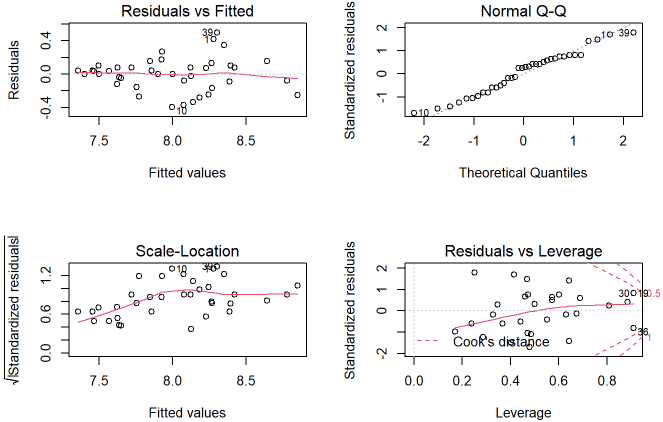 Residuals vs Fitted
Residuals
-0.4 0.0 0.4
39
1
10
7.5 8.0 8.5
Fitted values
Normal Q-Q
Standardized residuals
-1 0 1 2
10
1 39
-2 -1 0 1 2
Theoretical Quantiles
Scale-Location
√|Standardized residuals|
0.0 0.6 1.2
10
39
1
7.5 8.0 8.5
Fitted values
Residuals vs Leverage
Standardized residuals
-2 0 1 2
30
19
36
0.5
1
Cook's distance
0.0 0.2 0.4 0.6 0.8
Leverage